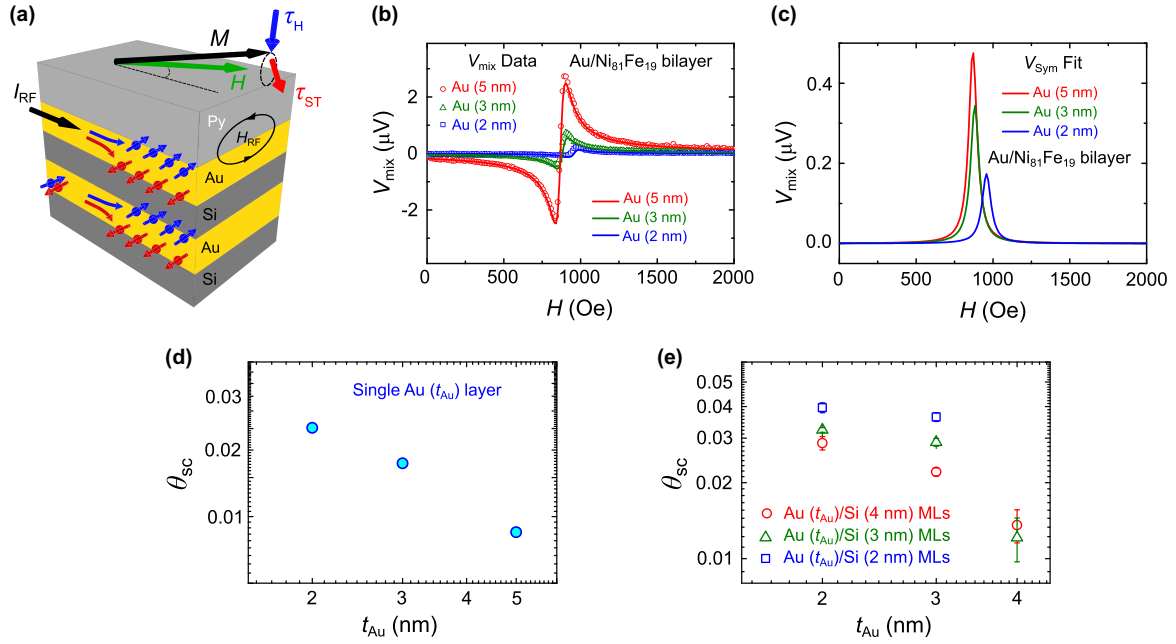 (a)
τH
M
H
τST
IRF
Py
HRF
Au
Si
Au
Si
(b)
Vmix Data
Au/Ni81Fe19 bilayer
Au (5 nm)
Au (3 nm)
Au (2 nm)
2
0
-2
Vmix (μV)
Au (5 nm)
Au (3 nm)
Au (2 nm)
0
500
1000
1500
2000
H (Oe)
(c)
VSym Fit
Au (5 nm)
Au (3 nm)
Au (2 nm)
Au/Ni81Fe19 bilayer
0.4
0.2
0.0
Vmix (μV)
0
500
1000
1500
2000
H (Oe)
(d)
Single Au (tAu) layer
0.03
0.02
0.01
θsc
2
3
4
5
tAu (nm)
(e)
0.05
0.04
0.03
0.02
0.01
θsc
Au (tAu)/Si (4 nm) MLs
Au (tAu)/Si (3 nm) MLs
Au (tAu)/Si (2 nm) MLs
2
3
4
tAu (nm)